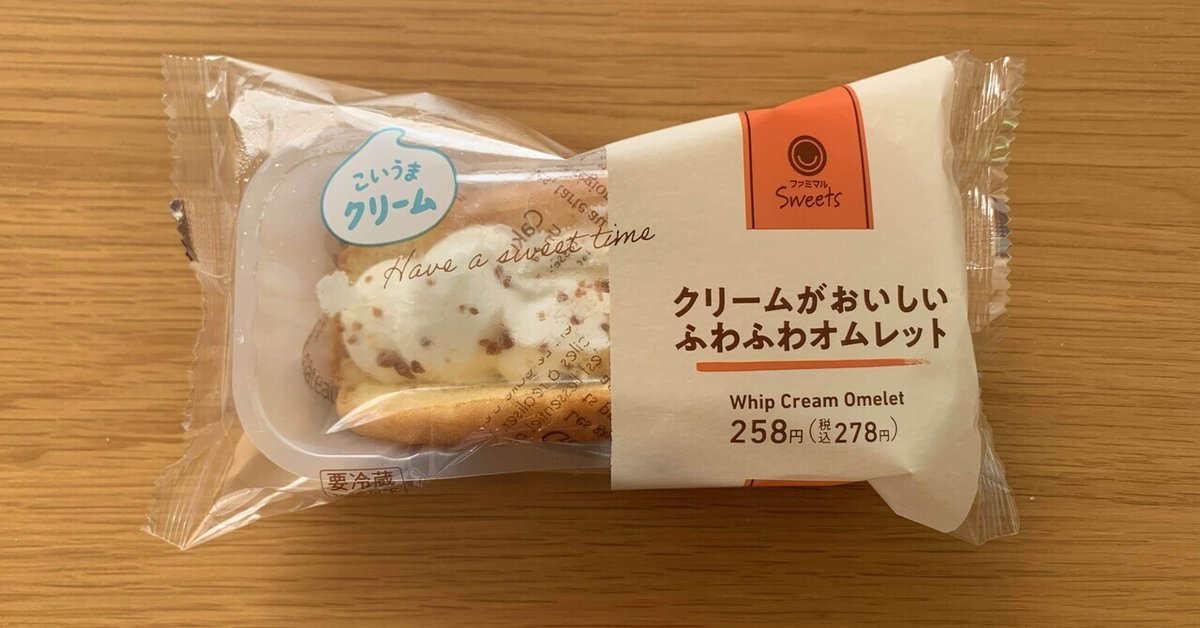 こいうま
クリーム
Have a sweet time
要冷蔵
ファミマル
Sweets
クリームがおいしい
ふわふわオムレット
Whip Cream Omelet
258円(税込278円)